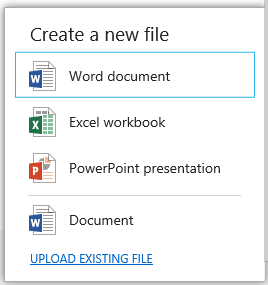 Create a new file
Word document
Excel workbook
PowerPoint presentation
Document
UPLOAD EXISTING FILE